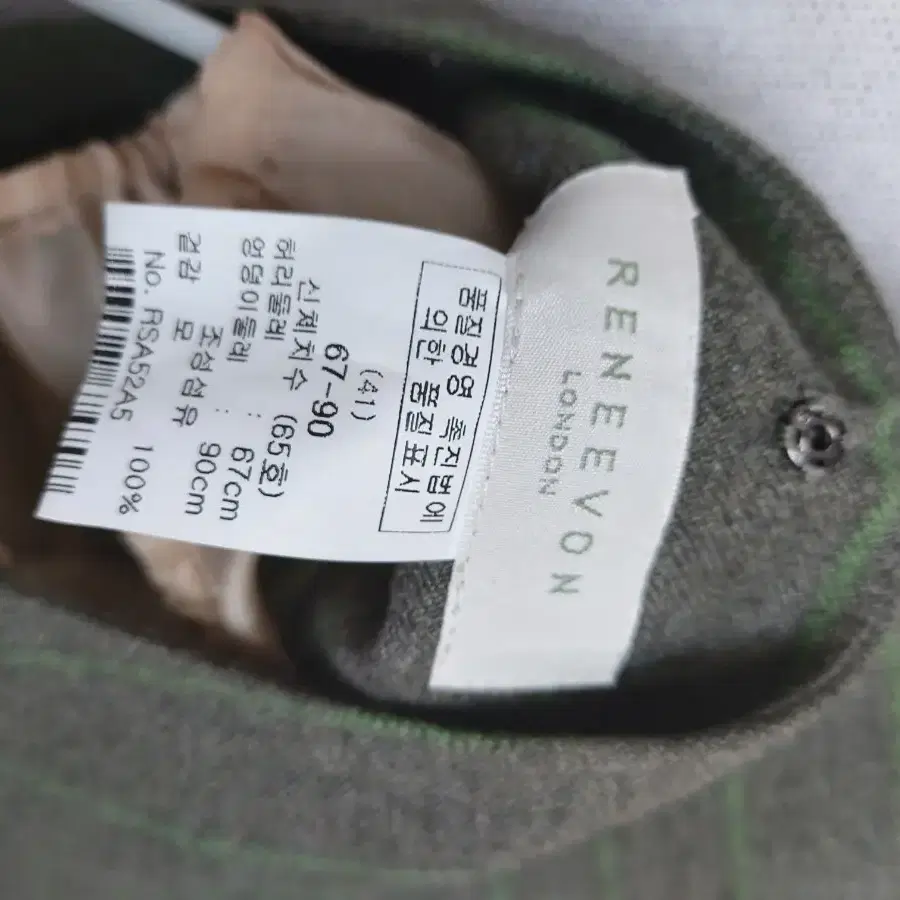 RENEEVON
LONDON
품질경영 촉진법에
의한 품질표시
(41)
67-90
신체치수 (65호)
허리둘레 : 67cm
엉덩이둘레 : 90cm
조성섬유
겉감 모 100%
No. RSA52A5